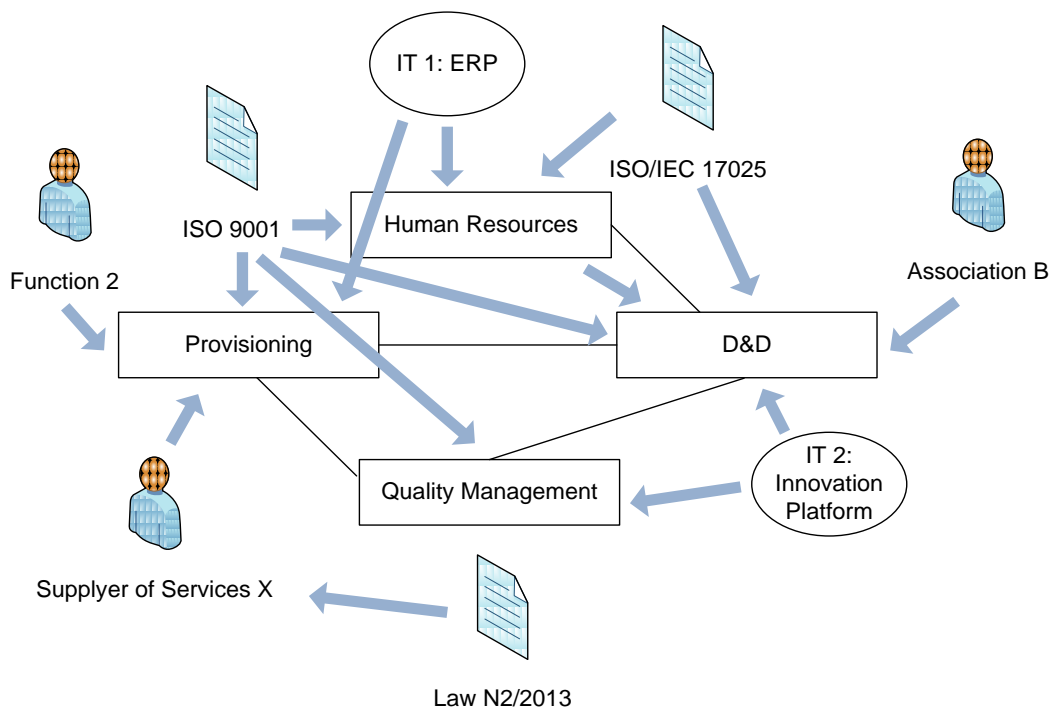 IT 1: ERP
ISO/IEC 17025
ISO 9001
Human Resources
Function 2
Association B
Provisioning
D&D
IT 2:
Innovation
Platform
Quality Management
Supplyer of Services X
Law N2/2013